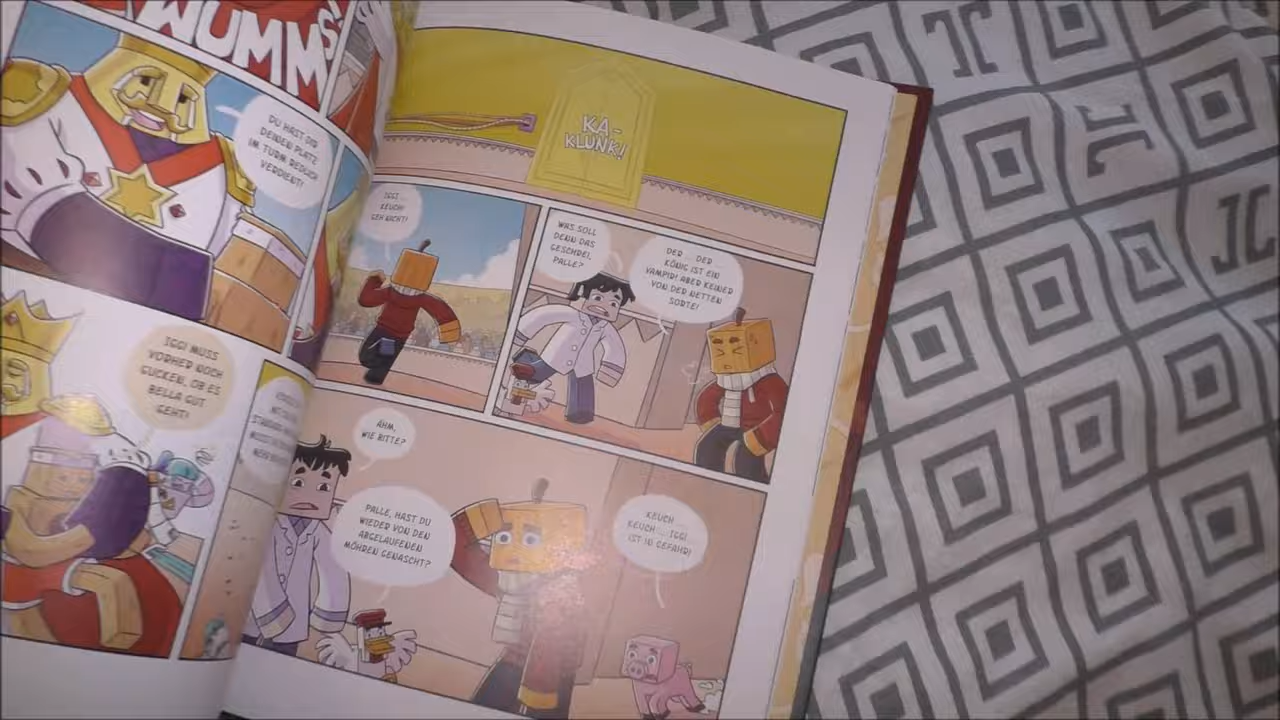 WUMMS
DU HAST DIR
DEINEN PLATZ
IM TURM REDLICH
VERDIENT!
IGGI MUSS
VORHER NOCH
GUCKEN, OB ES
BELLA GUT
GEHT!
KA-
KLUNK!
IGGI ...
KEUCH!
GEH NICHT!
WAS SOLL
DENN DAS
GESCHREI,
PALLE?
DER ... DER ...
KÖNIG IST EIN
VAMPIR! ABER KEINER
VON DER NETTEN
SORTE!
ÄHM,
WIE BITTE?
PALLE, HAST DU
WIEDER VON DEN
ABGELAUFENEN
MÖHREN GENASCHT?
KEUCH ...
KEUCH ... IGGI ...
IST IN GEFAHR!